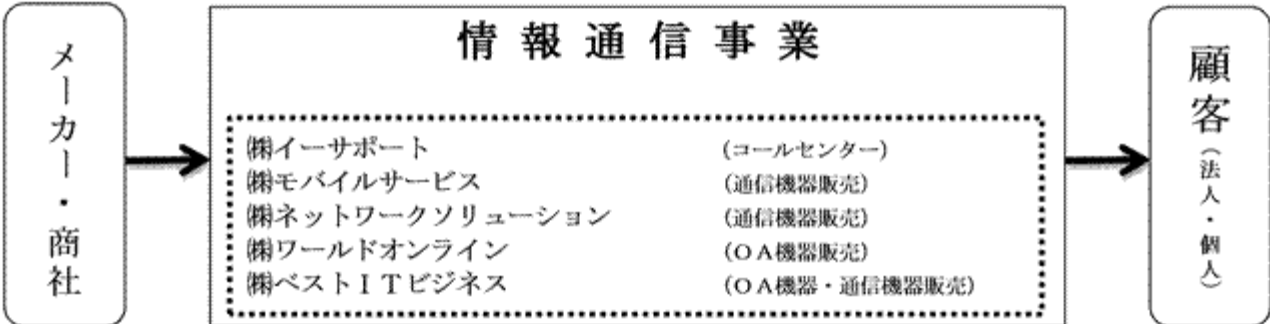 メーカー・商社
情報通信事業
㈱イーサポート (コールセンター)
㈱モバイルサービス (通信機器販売)
㈱ネットワークソリューション (通信機器販売)
㈱ワールドオンライン (OA機器販売)
㈱ベストITビジネス (OA機器・通信機器販売)
顧客(法人・個人)